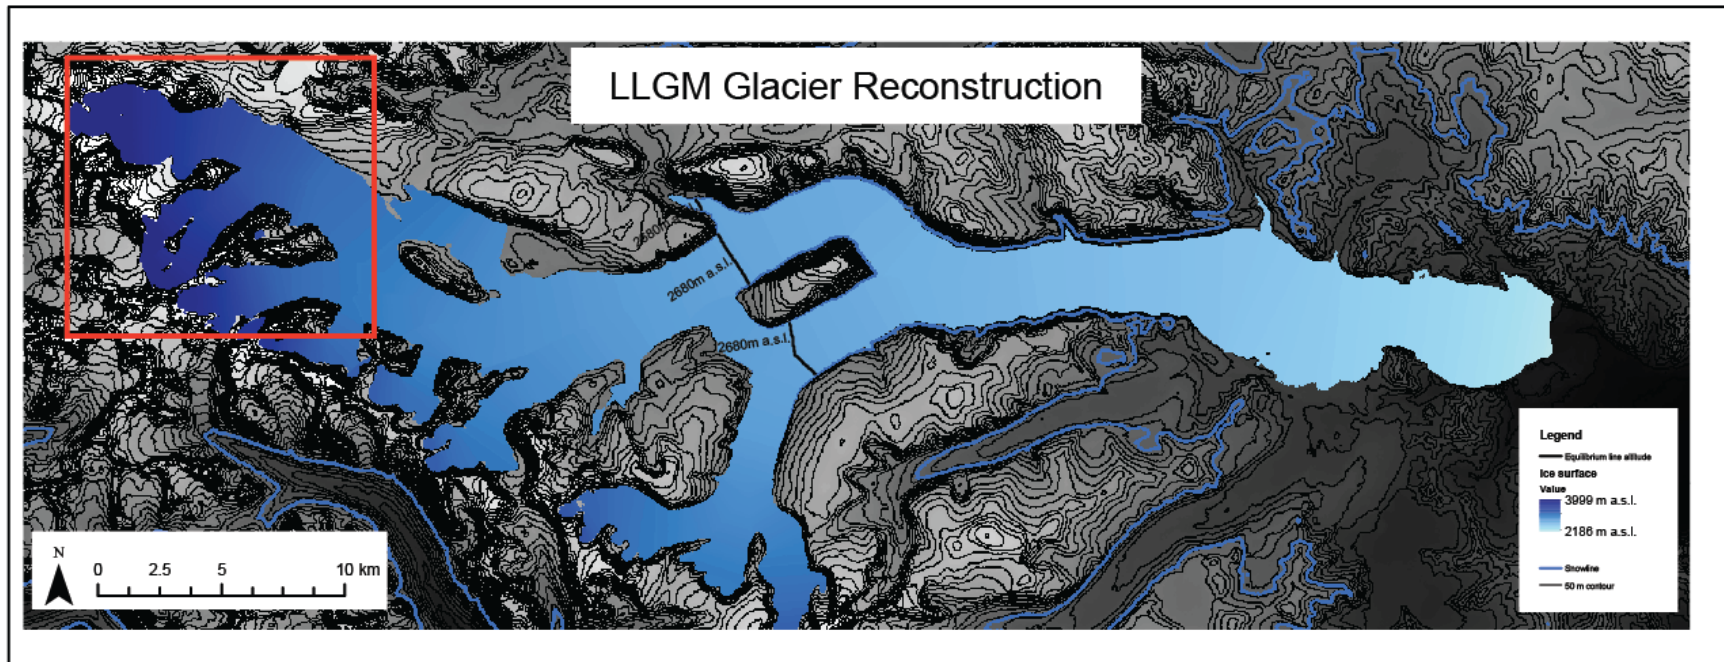 LLGM Glacier Reconstruction
2680m
2680m a.s.l.
2680m a.s.l.
N
0 2.5 5 10 km
Legend
Equilibrium line altitude
Ice surface
Value
3999 m a.s.l.
2186 m a.s.l.
Snowline
50 m contour